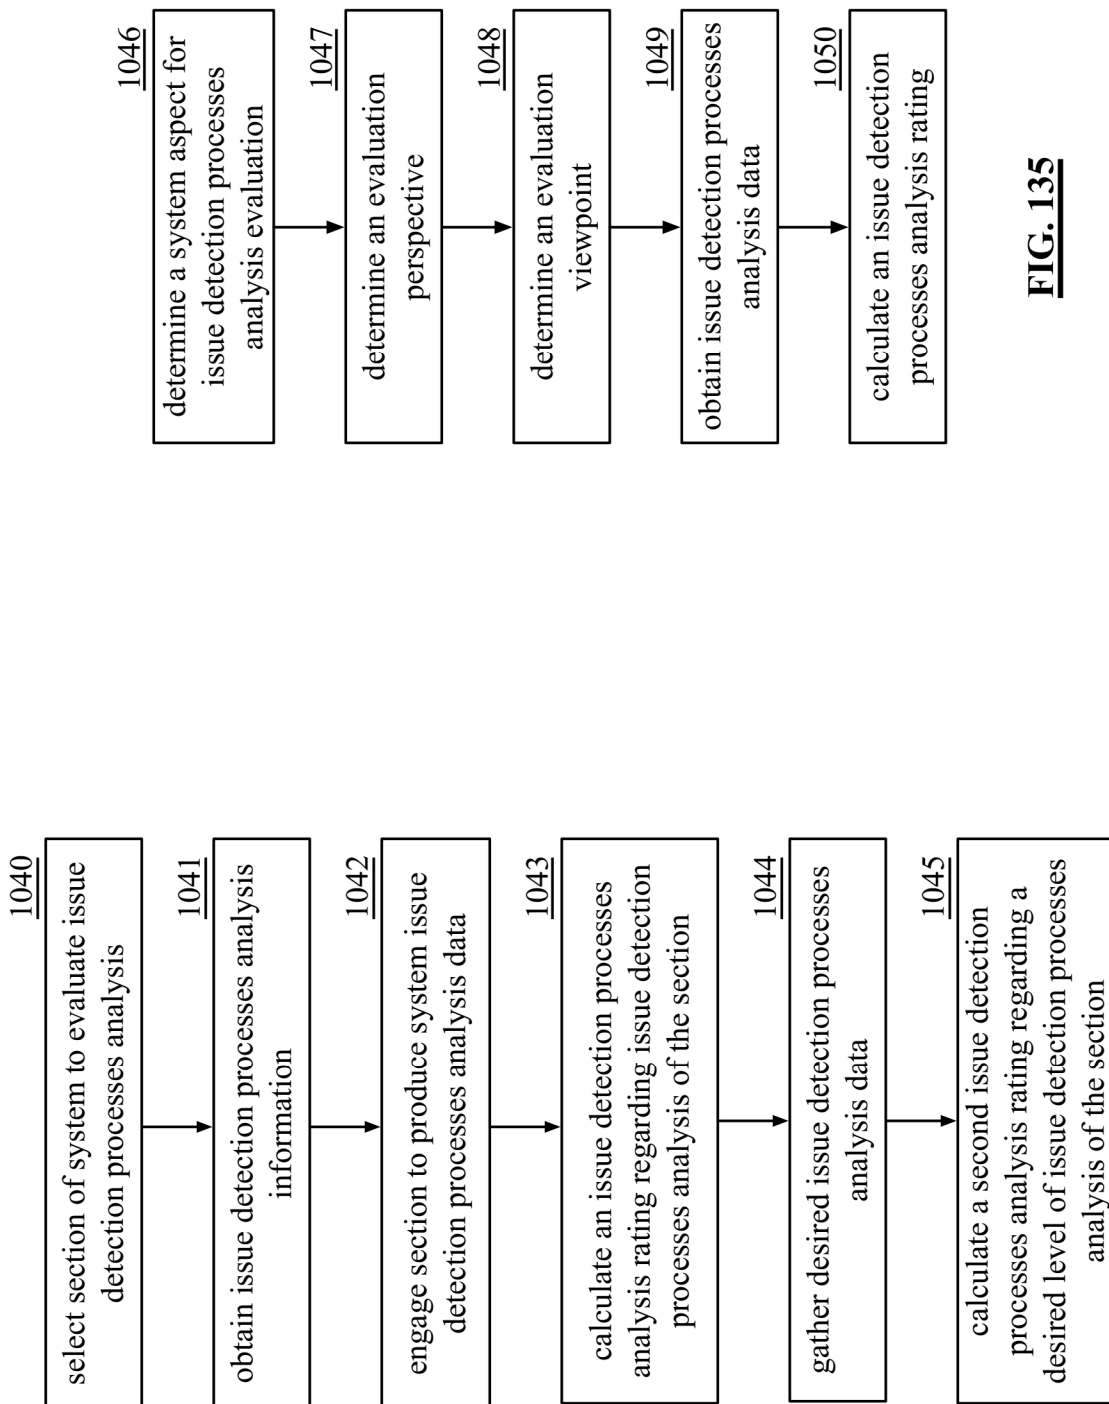 1040
select section of system to evaluate issue
detection processes analysis
1041
obtain issue detection processes analysis
information
1042
engage section to produce system issue
detection processes analysis data
1043
calculate an issue detection processes
analysis rating regarding issue detection
processes analysis of the section
1044
gather desired issue detection processes
analysis data
1045
calculate a second issue detection
processes analysis rating regarding a
desired level of issue detection processes
analysis of the section
1046
determine a system aspect for
issue detection processes
analysis evaluation
1047
determine an evaluation
perspective
1048
determine an evaluation
viewpoint
1049
obtain issue detection processes
analysis data
1050
calculate an issue detection
processes analysis rating
FIG. 135